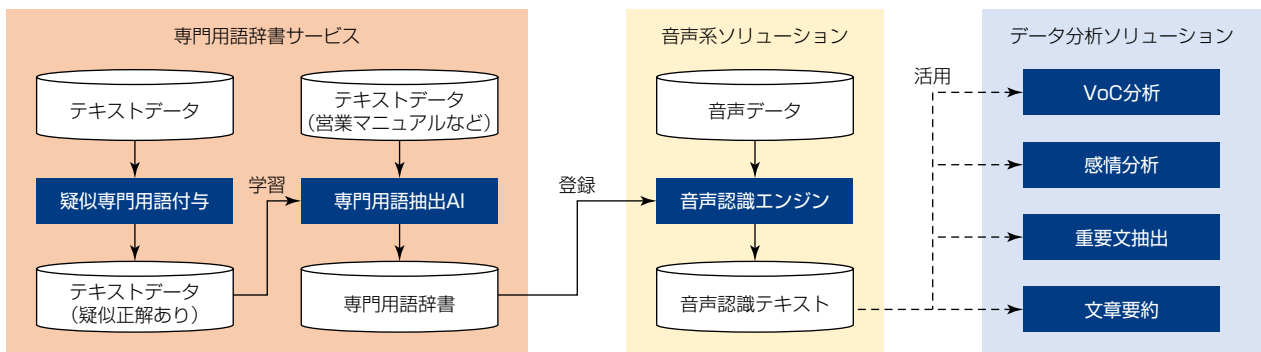 専門用語辞書サービス
テキストデータ
疑似専門用語付与
テキストデータ
（疑似正解あり）
学習
テキストデータ
（営業マニュアルなど）
専門用語抽出AI
専門用語辞書
登録
音声系ソリューション
音声データ
音声認識エンジン
音声認識テキスト
活用
データ分析ソリューション
VoC分析
感情分析
重要文抽出
文章要約